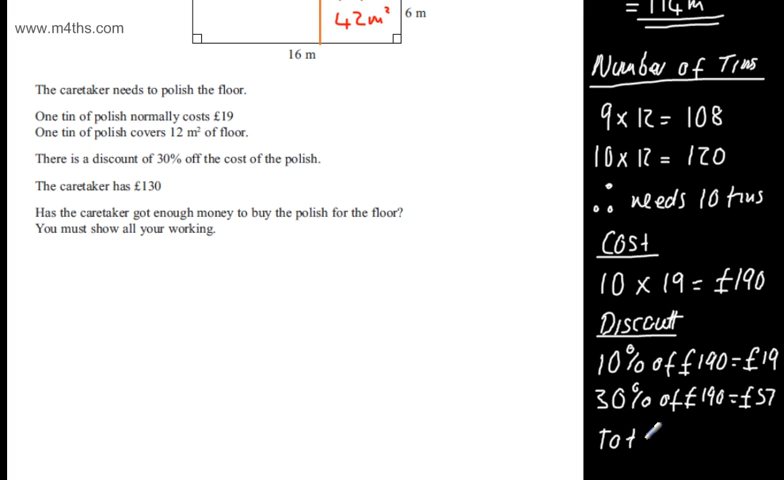 = 114 m
www.m4ths.com
42m²
6 m
16 m
The caretaker needs to polish the floor.
One tin of polish normally costs £19
One tin of polish covers 12 m² of floor.
There is a discount of 30% off the cost of the polish.
The caretaker has £130
Has the caretaker got enough money to buy the polish for the floor?
You must show all your working.
Number of Tins
9 x 12 = 108
10 x 12 = 120
∴ needs 10 tins
Cost
10 x 19 = £190
Discount
10% of £190 = £19
30% of £190 = £57
Tot